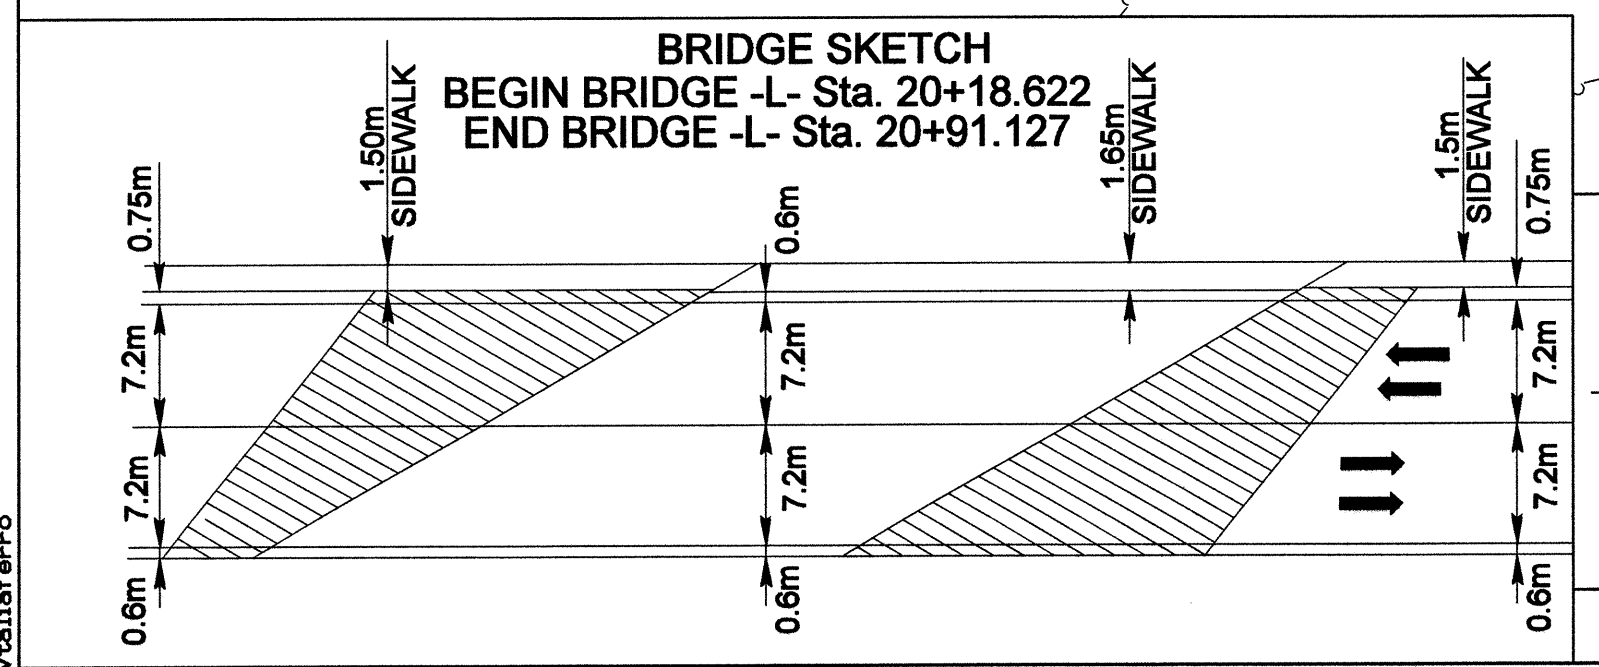 BRIDGE SKETCH
BEGIN BRIDGE -L- Sta. 20+18.622
END BRIDGE -L- Sta. 20+91.127
0.75m
1.50m
SIDEWALK
0.6m
1.65m
SIDEWALK
1.5m
SIDEWALK
0.75m
7.2m
7.2m
7.2m
7.2m
7.2m
7.2m
0.6m
0.6m
0.6m